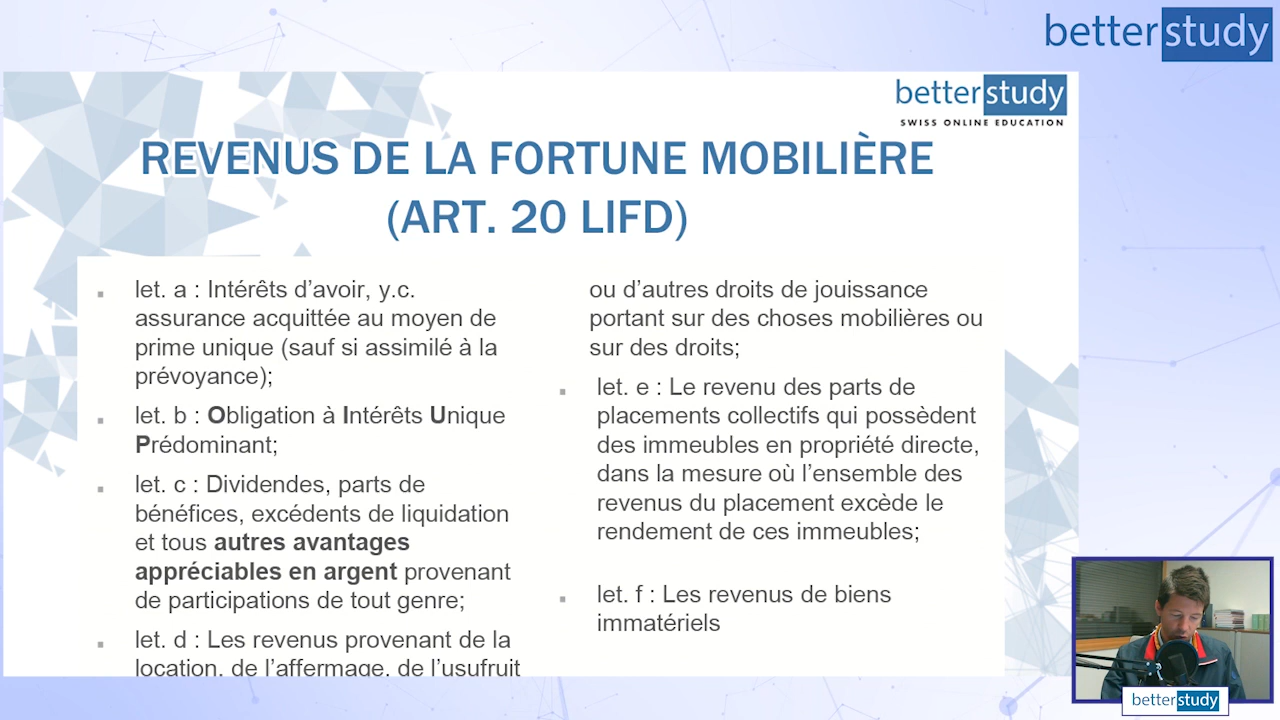 betterstudy
betterstudy
SWISS ONLINE EDUCATION
REVENUS DE LA FORTUNE MOBILIÈRE
(ART. 20 LIFD)
let. a : Intérêts d’avoir, y.c.
assurance acquittée au moyen de
prime unique (sauf si assimilé à la
prévoyance);
let. b : Obligation à Intérêts Unique
Prédominant;
let. c : Dividendes, parts de
bénéfices, excédents de liquidation
et tous autres avantages
appréciables en argent provenant
de participations de tout genre;
let. d : Les revenus provenant de la
location, de l’affermage, de l’usufruit
ou d’autres droits de jouissance
portant sur des choses mobilières ou
sur des droits;
let. e : Le revenu des parts de
placements collectifs qui possèdent
des immeubles en propriété directe,
dans la mesure où l’ensemble des
revenus du placement excède le
rendement de ces immeubles;
let. f : Les revenus de biens
immatériels
betterstudy